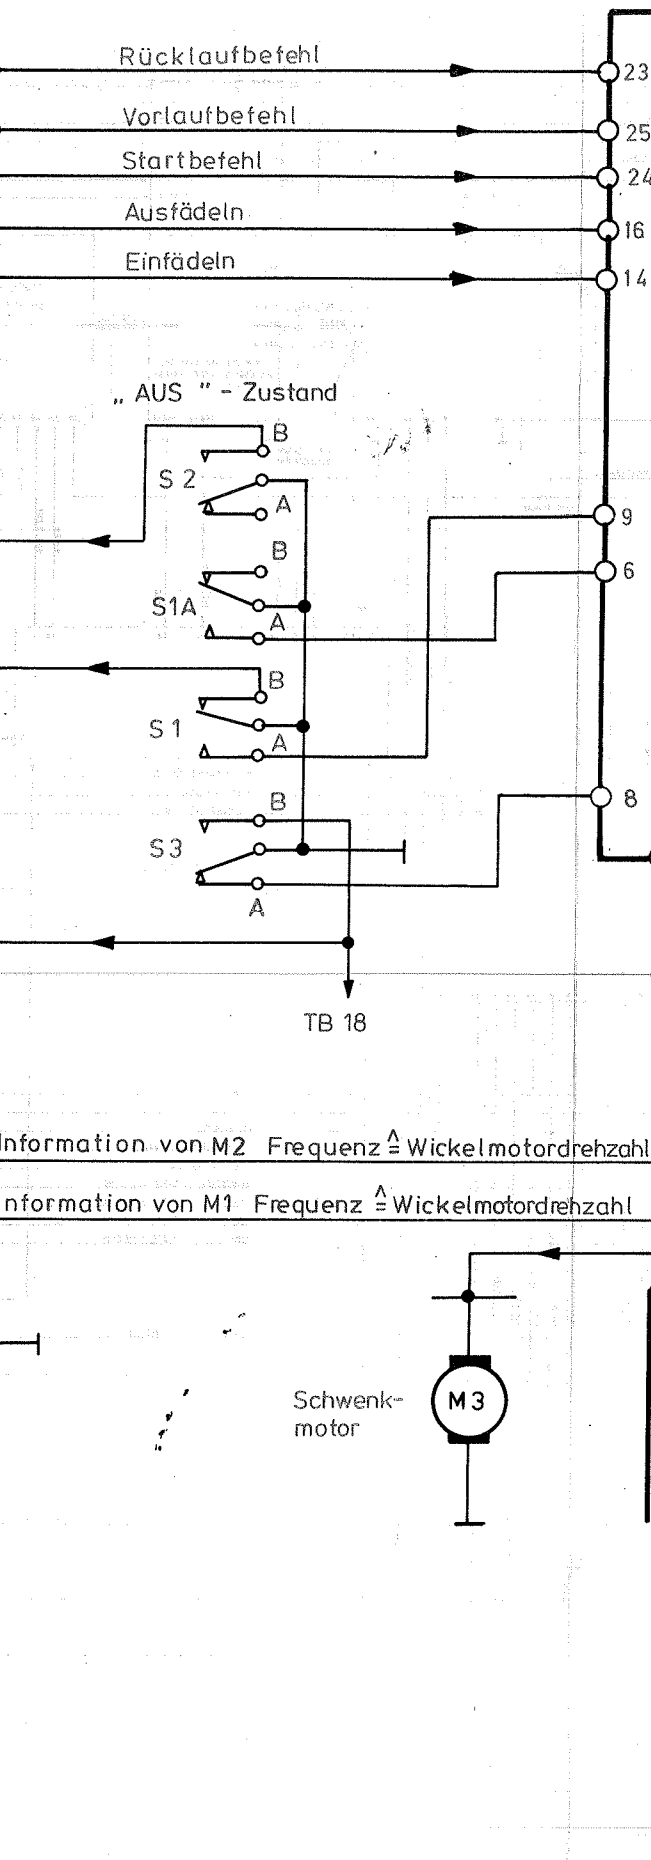 Rücklaufbefehl
23
Vorlaufbefehl
25
Startbefehl
24
Ausfädeln
16
Einfädeln
14
„ AUS " - Zustand
B
S 2
A
9
B
6
S1A
A
B
S 1
A
B
8
S3
A
TB 18
Information von M2 Frequenz ≙ Wickelmotordrehzahl
nformation von M1 Frequenz ≙ Wickelmotordrehzahl
Schwenk-
motor
M3